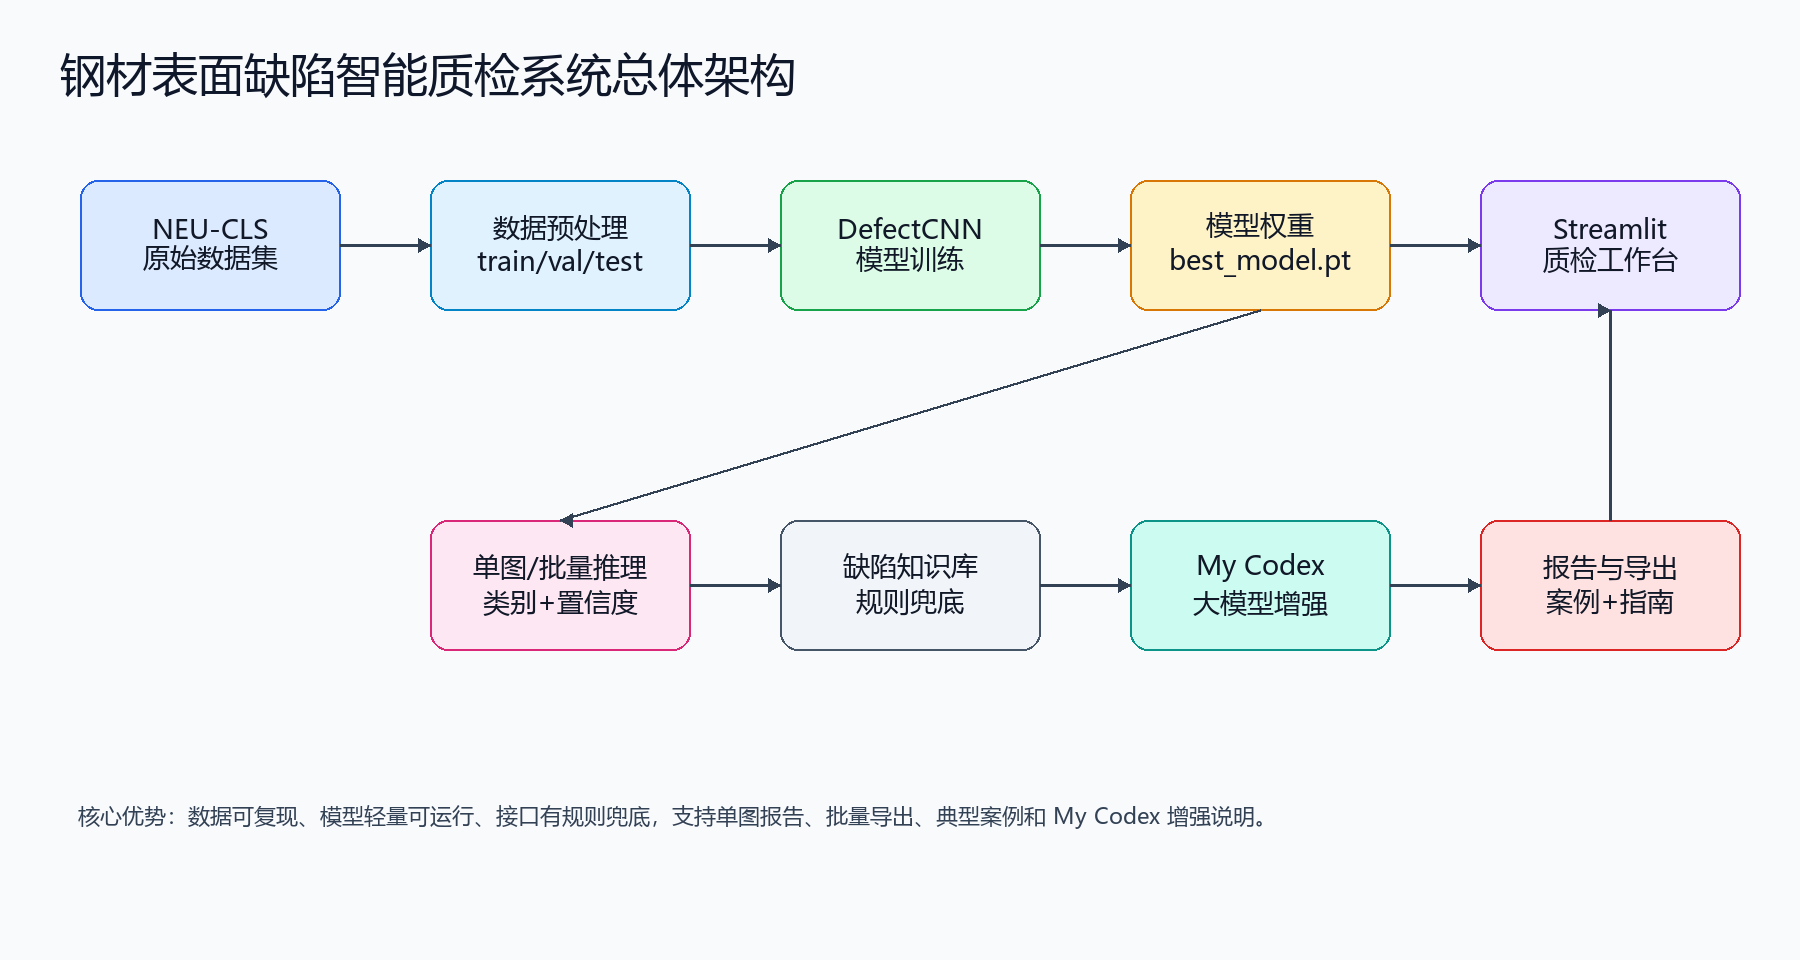 钢材表面缺陷智能质检系统总体架构
NEU-CLS
原始数据集
数据预处理
train/val/test
DefectCNN
模型训练
模型权重
best_model.pt
Streamlit
质检工作台
单图/批量推理
类别+置信度
缺陷知识库
规则兜底
My Codex
大模型增强
报告与导出
案例+指南
核心优势：数据可复现、模型轻量可运行、接口有规则兜底，支持单图报告、批量导出、典型案例和 My Codex 增强说明。